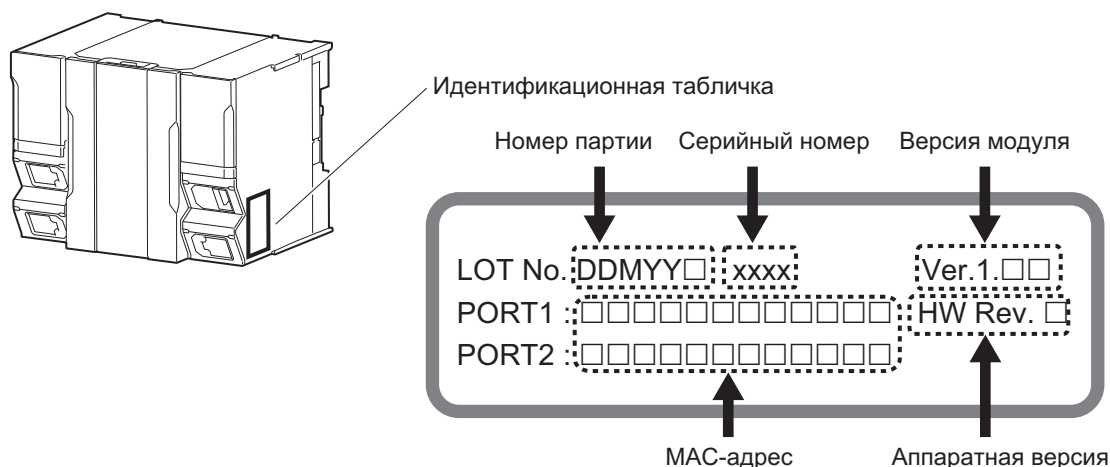 Идентификационная табличка
Номер партии Серийный номер Версия модуля
LOT No. DDMYY□ xxxx Ver.1.□□
PORT1 : □□□□□□□□□□□□ HW Rev. □
PORT2 : □□□□□□□□□□□□
MAC-адрес Аппаратная версия